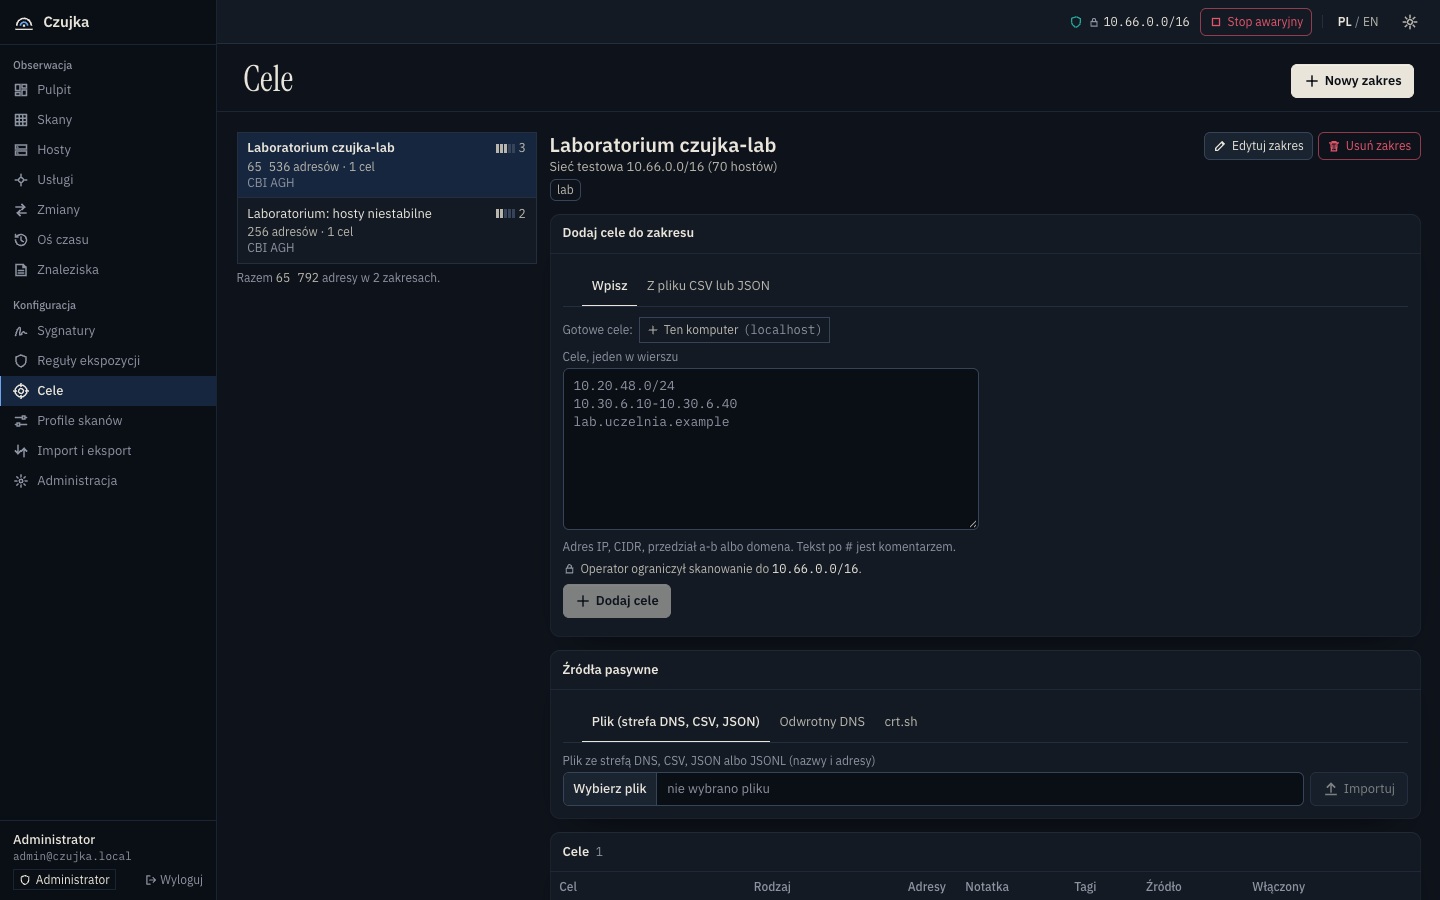 Czujka
10.66.0.0/16
Stop awaryjny
PL / EN
Obserwacja
Pulpit
Skany
Hosty
Usługi
Zmiany
Oś czasu
Znaleziska
Konfiguracja
Sygnatury
Reguły ekspozycji
Cele
Profile skanów
Import i eksport
Administracja
Administrator
admin@czujka.local
Administrator
Wyloguj
Cele
Nowy zakres
Laboratorium czujka-lab 3
65 536 adresów · 1 cel
CBI AGH
Laboratorium: hosty niestabilne 2
256 adresów · 1 cel
CBI AGH
Razem 65 792 adresy w 2 zakresach.
Laboratorium czujka-lab
Edytuj zakres
Usuń zakres
Sieć testowa 10.66.0.0/16 (70 hostów)
lab
Dodaj cele do zakresu
Wpisz Z pliku CSV lub JSON
Gotowe cele: Ten komputer (localhost)
Cele, jeden w wierszu
10.20.48.0/24
10.30.6.10-10.30.6.40
lab.uczelnia.example
Adres IP, CIDR, przedział a-b albo domena. Tekst po # jest komentarzem.
Operator ograniczył skanowanie do 10.66.0.0/16.
Dodaj cele
Źródła pasywne
Plik (strefa DNS, CSV, JSON) Odwrotny DNS crt.sh
Plik ze strefą DNS, CSV, JSON albo JSONL (nazwy i adresy)
Wybierz plik nie wybrano pliku Importuj
Cele 1
Cel Rodzaj Adresy Notatka Tagi Źródło Włączony